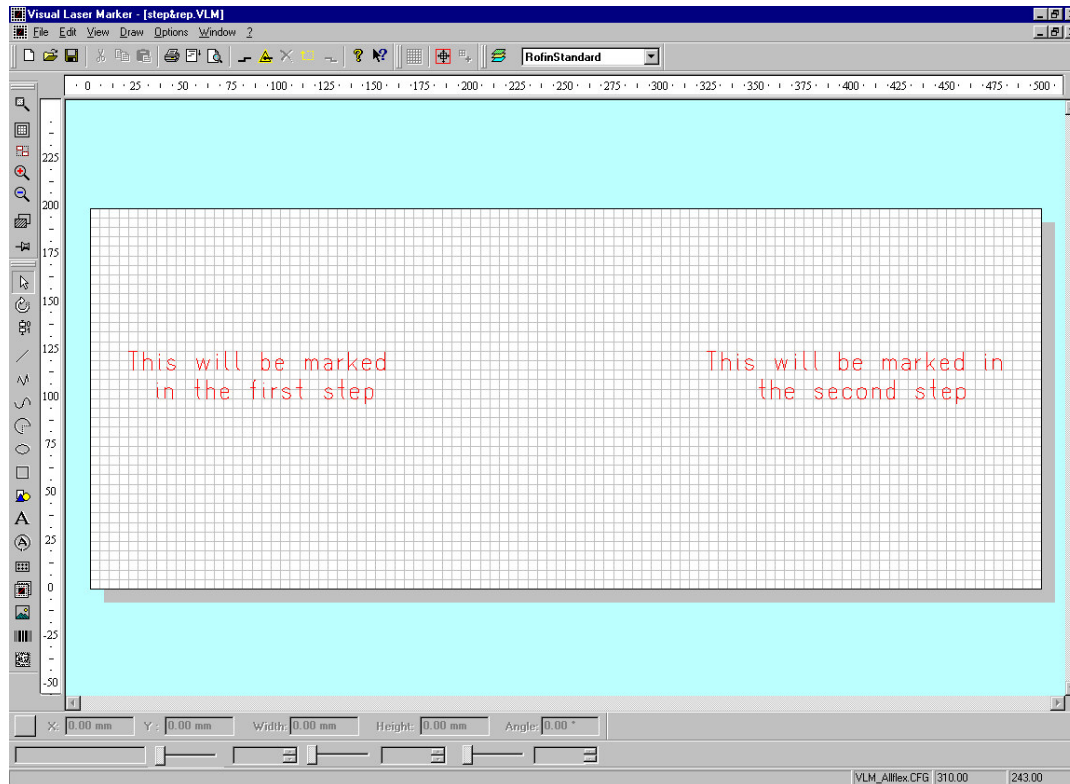 Visual Laser Marker - [step&rep.VLM]
File Edit View Draw Options Window ?
RofinStandard
0 25 50 75 100 125 150 175 200 225 250 275 300 325 350 375 400 425 450 475 500
225
200
175
150
125
100
75
50
25
0
-25
-50
This will be marked
in the first step
This will be marked in
the second step
X: 0.00 mm Y: 0.00 mm Width: 0.00 mm Height: 0.00 mm Angle: 0.00 °
VLM_Allflex.CFG 310.00 243.00